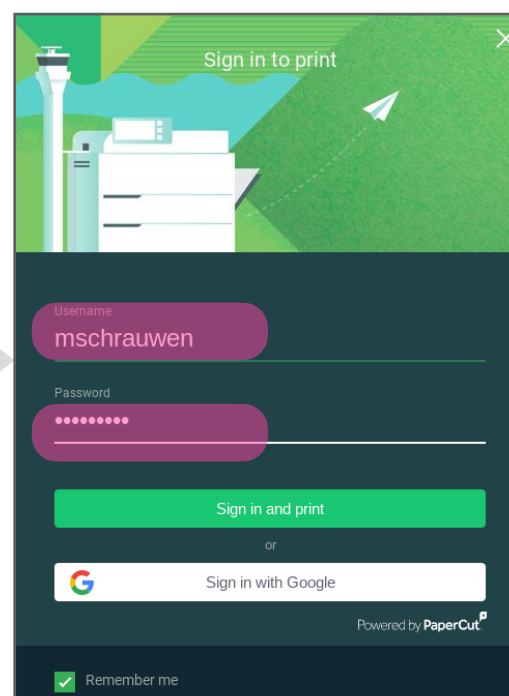 Sign in to print
Username
mschrauwen
Password
•••••••••
Sign in and print
or
Sign in with Google
Powered by PaperCut
Remember me